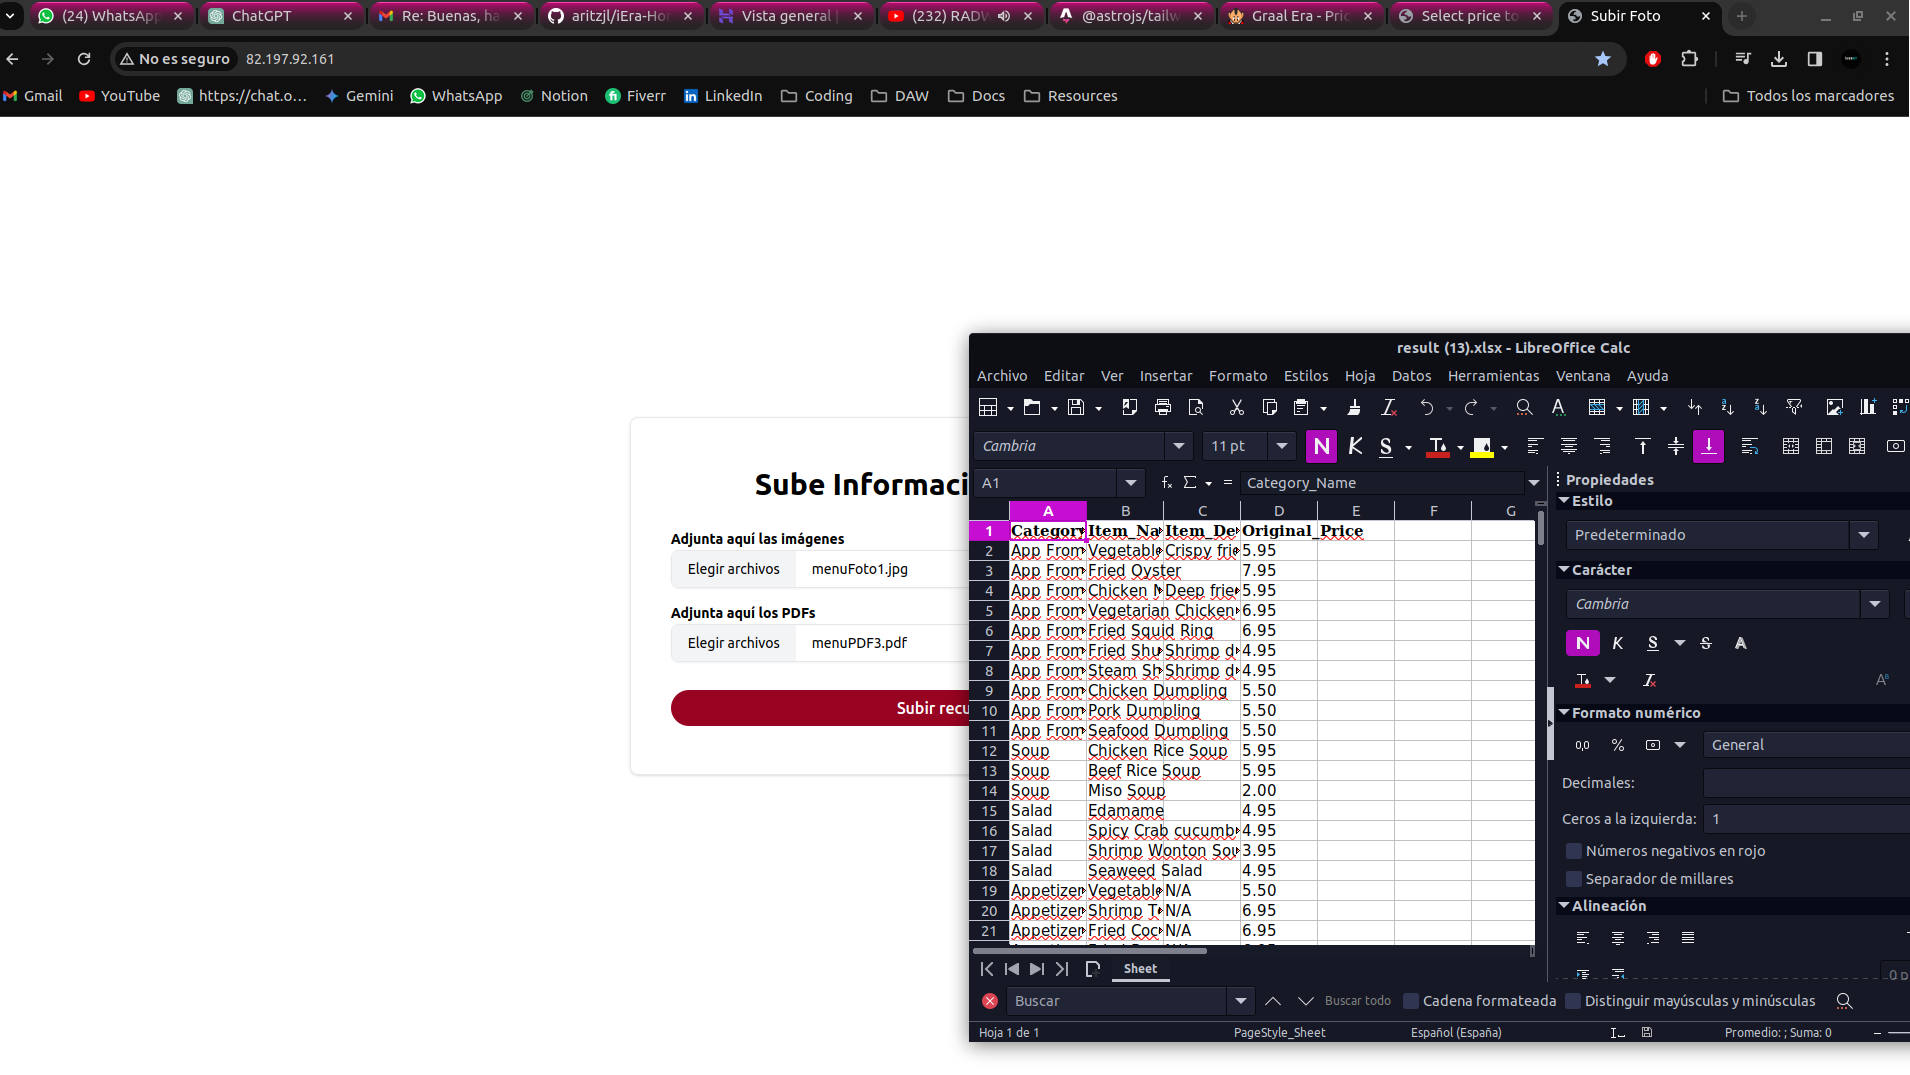 (24) WhatsApp
ChatGPT
Re: Buenas, ha
aritzjl/iEra-Ho
Vista general
(232) RADW
@astrojs/tailw
Graal Era - Pric
Select price to
Subir Foto
No es seguro 82.197.92.161
Gmail YouTube https://chat.o... Gemini WhatsApp Notion Fiverr LinkedIn Coding DAW Docs Resources Todos los marcadores
Sube Informaci
Adjunta aquí las imágenes
Elegir archivos menuFoto1.jpg
Adjunta aquí los PDFs
Elegir archivos menuPDF3.pdf
Subir recu
result (13).xlsx - LibreOffice Calc
Archivo Editar Ver Insertar Formato Estilos Hoja Datos Herramientas Ventana Ayuda
Cambria 11 pt N K S
A1 Category_Name
A B C D E F G
1 Category Item_Na Item_De Original_Price
2 App From Vegetable Crispy frie 5.95
3 App From Fried Oyster 7.95
4 App From Chicken N Deep fried 5.95
5 App From Vegetarian Chicken 6.95
6 App From Fried Squid Ring 6.95
7 App From Fried Shu Shrimp d 4.95
8 App From Steam Sh Shrimp d 4.95
9 App From Chicken Dumpling 5.50
10 App From Pork Dumpling 5.50
11 App From Seafood Dumpling 5.50
12 Soup Chicken Rice Soup 5.95
13 Soup Beef Rice Soup 5.95
14 Soup Miso Soup 2.00
15 Salad Edamame 4.95
16 Salad Spicy Crab cucumb 4.95
17 Salad Shrimp Wonton Sou 3.95
18 Salad Seaweed Salad 4.95
19 Appetizer Vegetable N/A 5.50
20 Appetizer Shrimp Te N/A 6.95
21 Appetizer Fried Coc N/A 6.95
Propiedades
Estilo
Predeterminado
Carácter
Cambria
N K S S A
Formato numérico
General
Decimales:
Ceros a la izquierda: 1
Números negativos en rojo
Separador de millares
Alineación
0 p
Sheet
Buscar Buscar todo Cadena formateada Distinguir mayúsculas y minúsculas
Hoja 1 de 1 PageStyle_Sheet Español (España) Promedio: ; Suma: 0